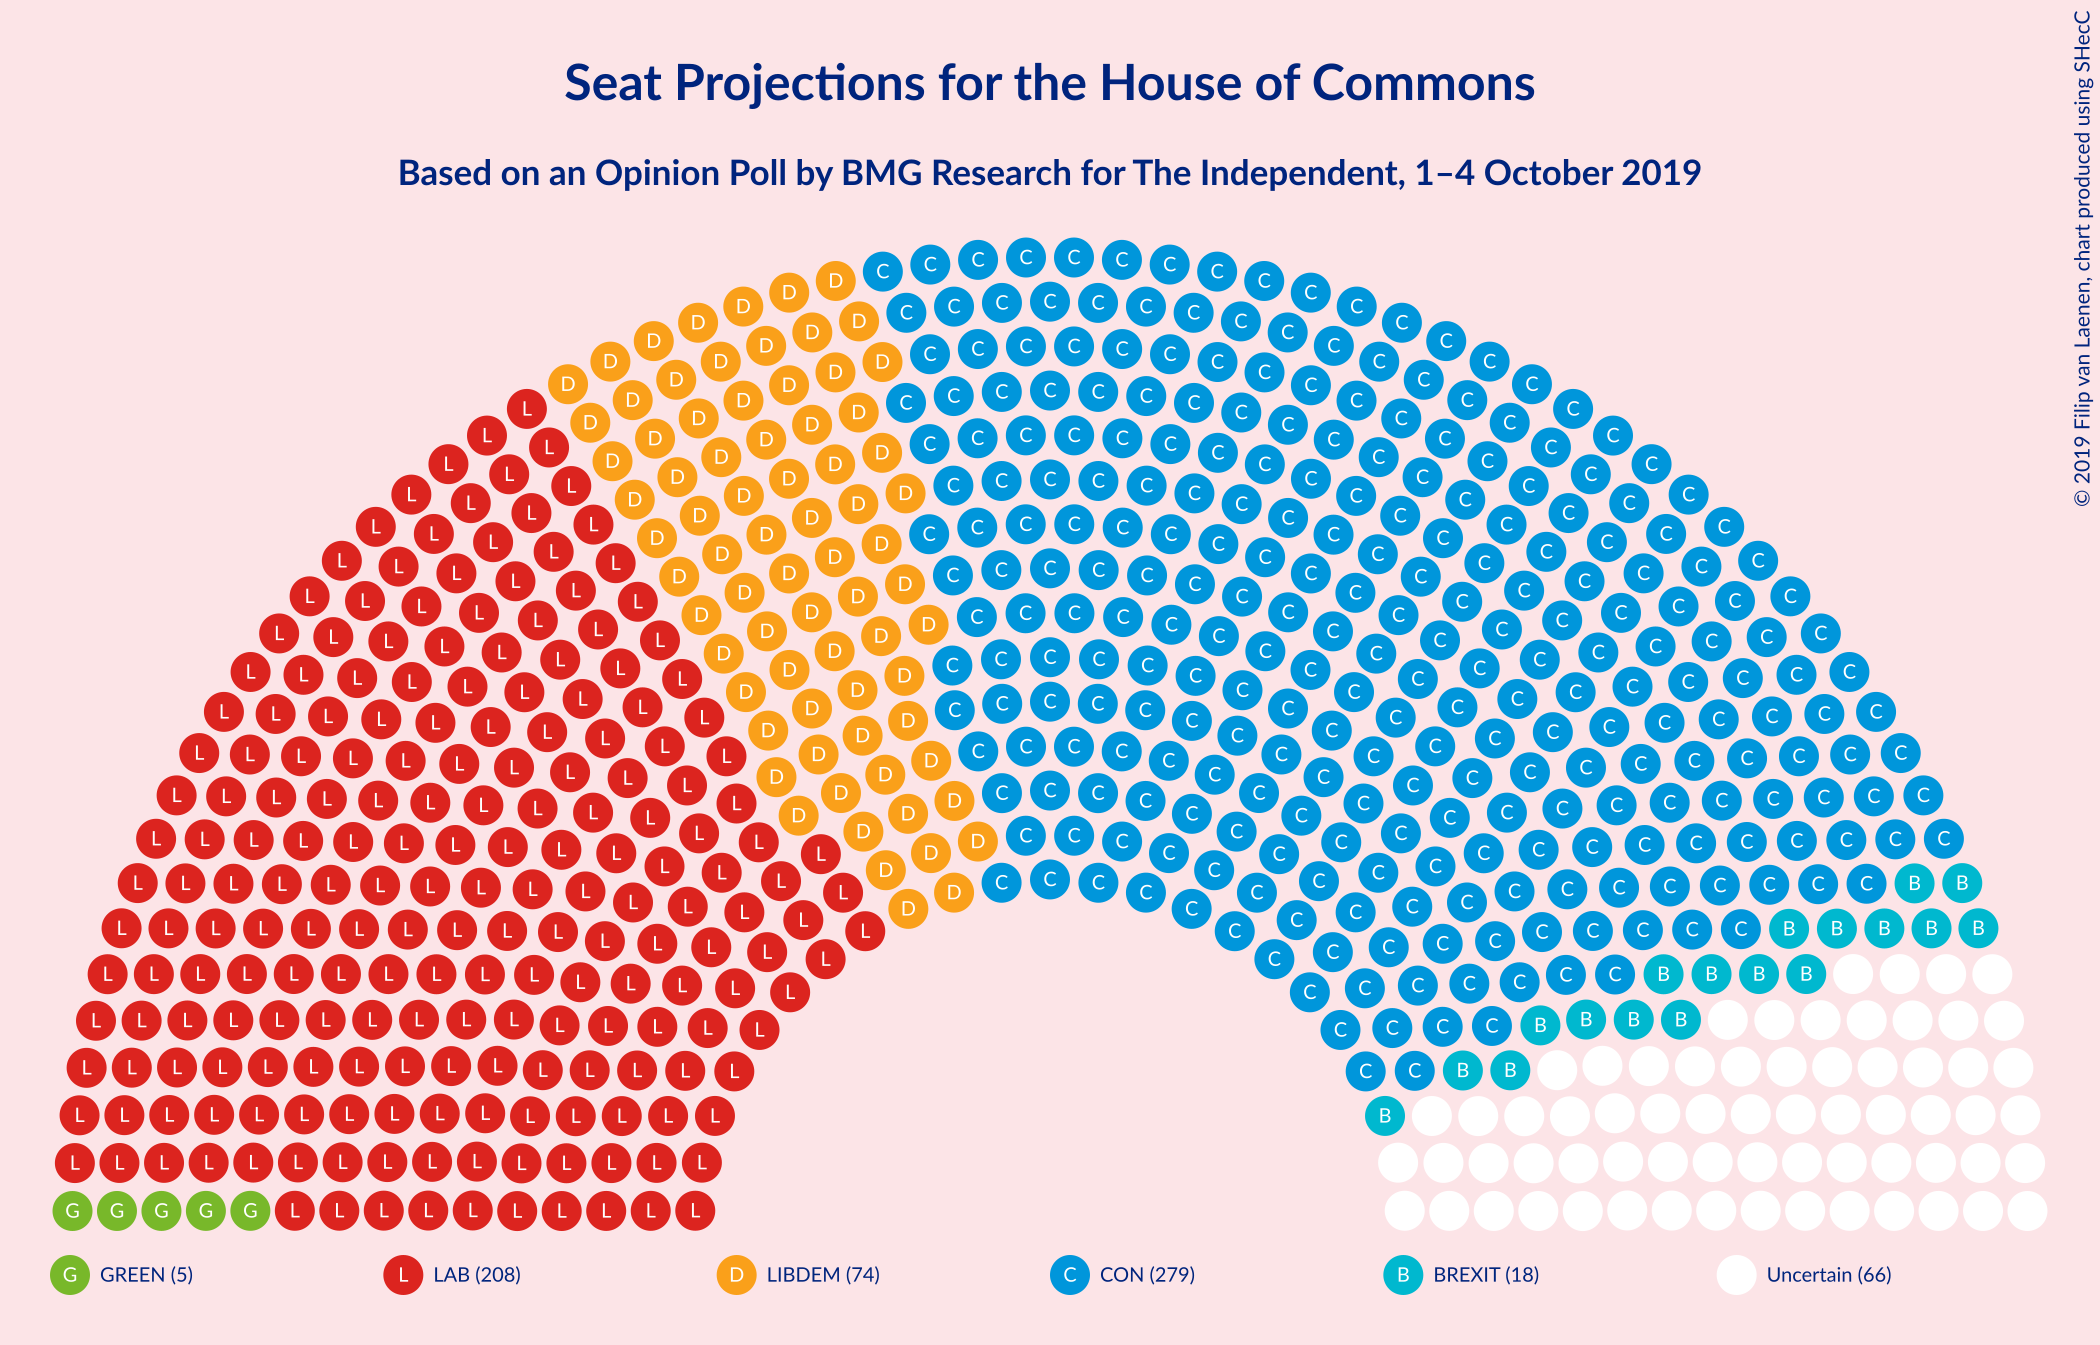 Seat Projections for the House of Commons
Based on an Opinion Poll by BMG Research for The Independent, 1–4 October 2019
© 2019 Filip van Laenen, chart produced using SHecC
G GREEN (5)
L LAB (208)
D LIBDEM (74)
C CON (279)
B BREXIT (18)
Uncertain (66)